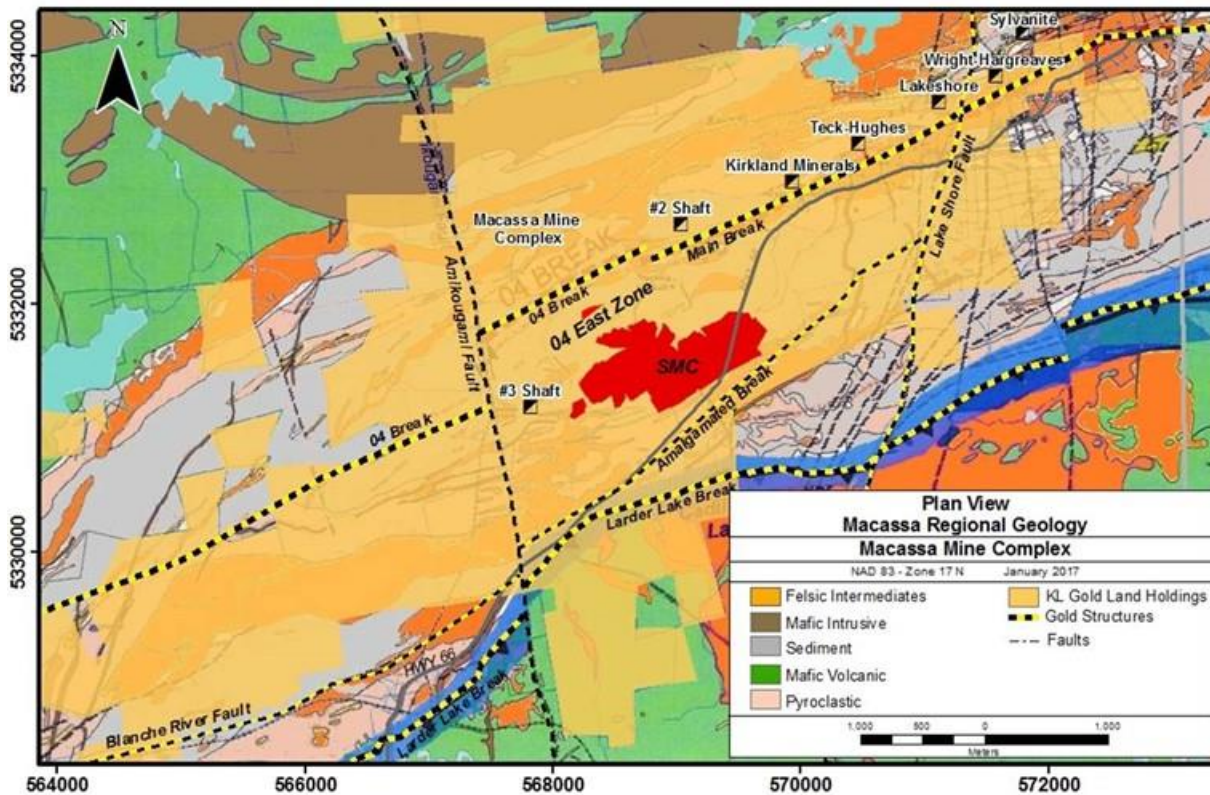 5334000
5332000
5330000
564000
566000
568000
570000
572000
N
Sylvanite
Wright-Hargreaves
Lakeshore
Teck-Hughes
Kirkland Minerals
#2 Shaft
Macassa Mine
Complex
Main Break
Lake Shore Fault
04 BREAK
04 Break
Amikougami Fault
04 East Zone
SMC
#3 Shaft
04 Break
Amalgamated Break
Larder Lake Break
HWY 66
Blanche River Fault
Larder Lake Break
Plan View
Macassa Regional Geology
Macassa Mine Complex
NAD 83 - Zone 17 N January 2017
Felsic Intermediates
Mafic Intrusive
Sediment
Mafic Volcanic
Pyroclastic
KL Gold Land Holdings
Gold Structures
Faults
1,000 500 0 1,000
Meters